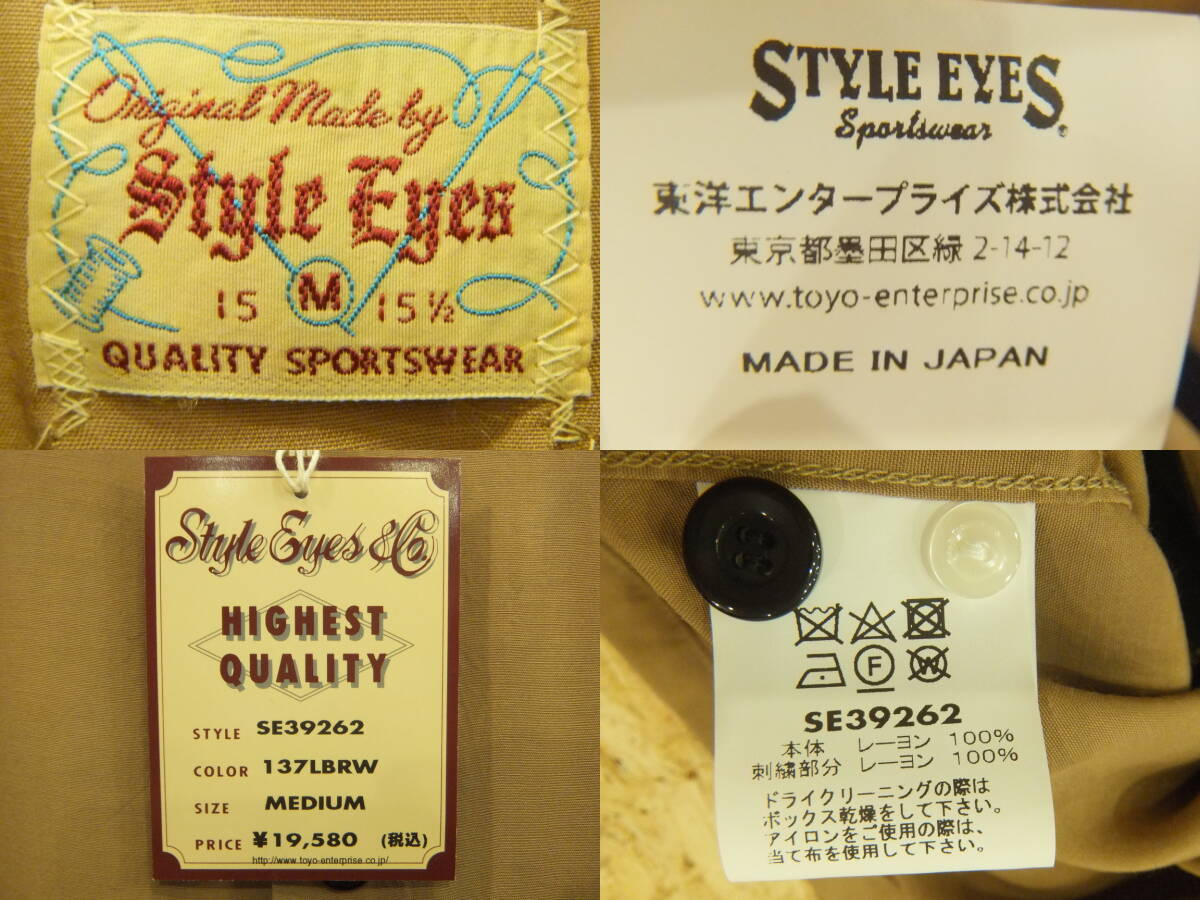 Original Made by
Style Eyes
15 M 15 ½
QUALITY SPORTSWEAR
STYLE EYES®
Sportswear
東洋エンタープライズ株式会社
東京都墨田区緑 2-14-12
www.toyo-enterprise.co.jp
MADE IN JAPAN
Style Eyes & Co.
HIGHEST
QUALITY
STYLE SE39262
COLOR 137LBRW
SIZE MEDIUM
PRICE ¥19,580 (税込)
http://www.toyo-enterprise.co.jp/
F W
SE39262
本体 レーヨン 100%
刺繍部分 レーヨン 100%
ドライクリーニングの際は
ボックス乾燥をして下さい。
アイロンをご使用の際は、
当て布を使用して下さい。